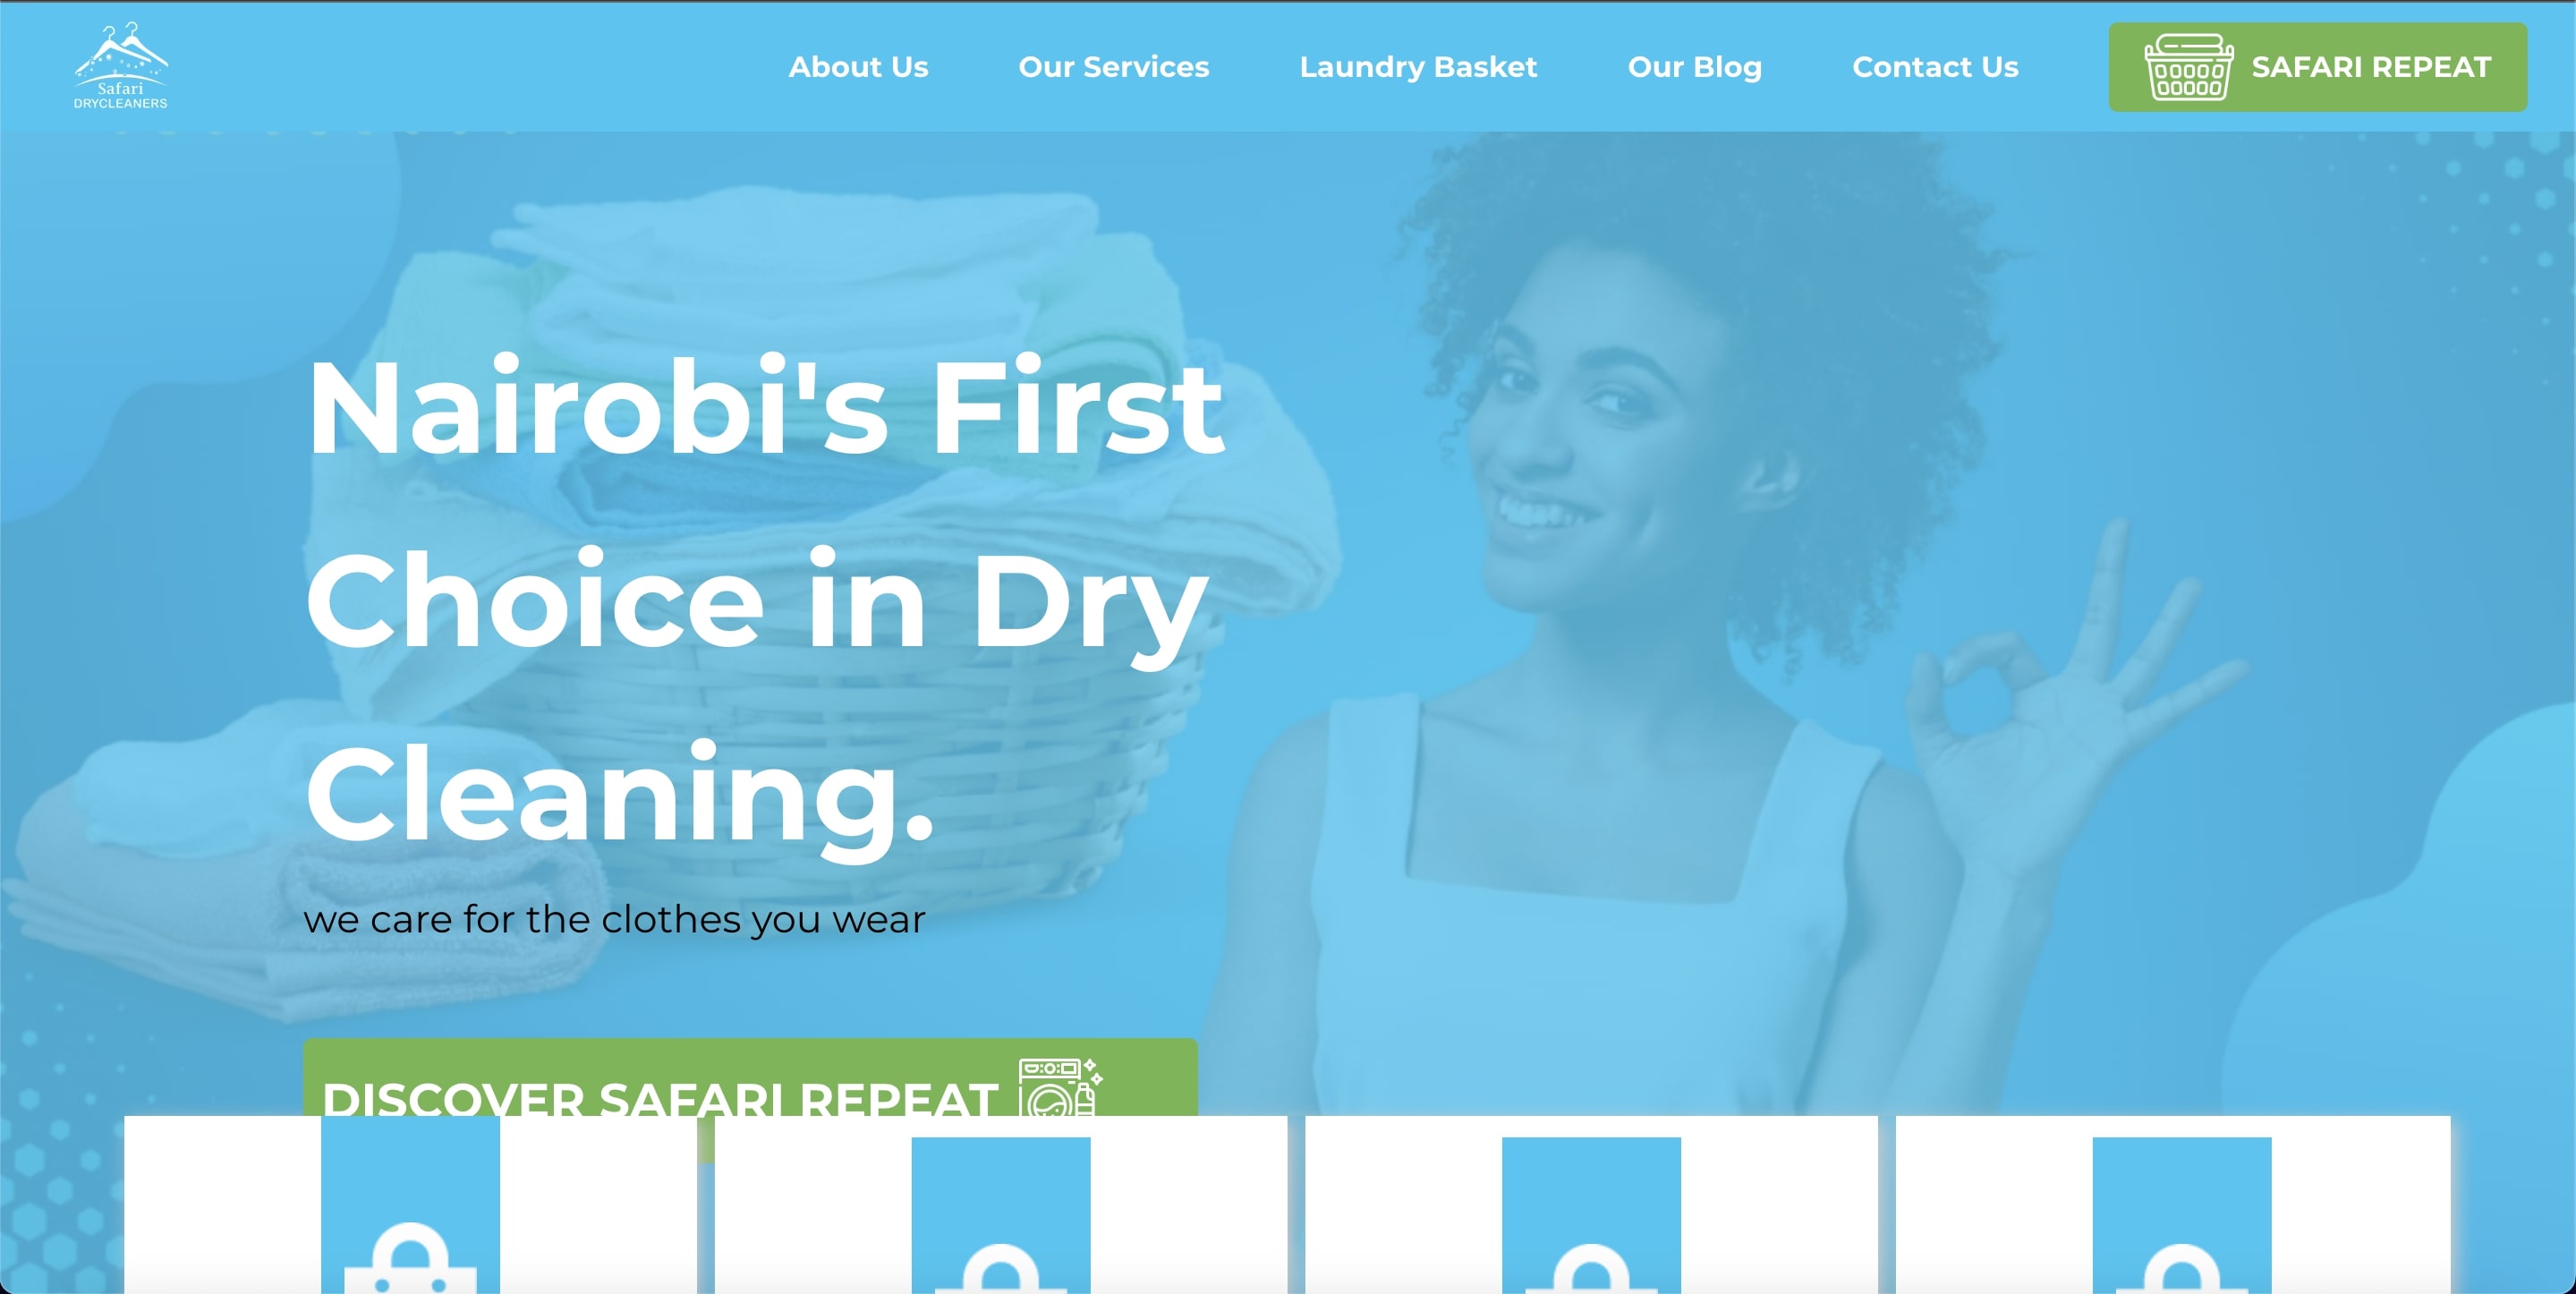 Safari
DRYCLEANERS
About Us
Our Services
Laundry Basket
Our Blog
Contact Us
SAFARI REPEAT
Nairobi's First
Choice in Dry
Cleaning.
we care for the clothes you wear
DISCOVER SAFARI REPEAT